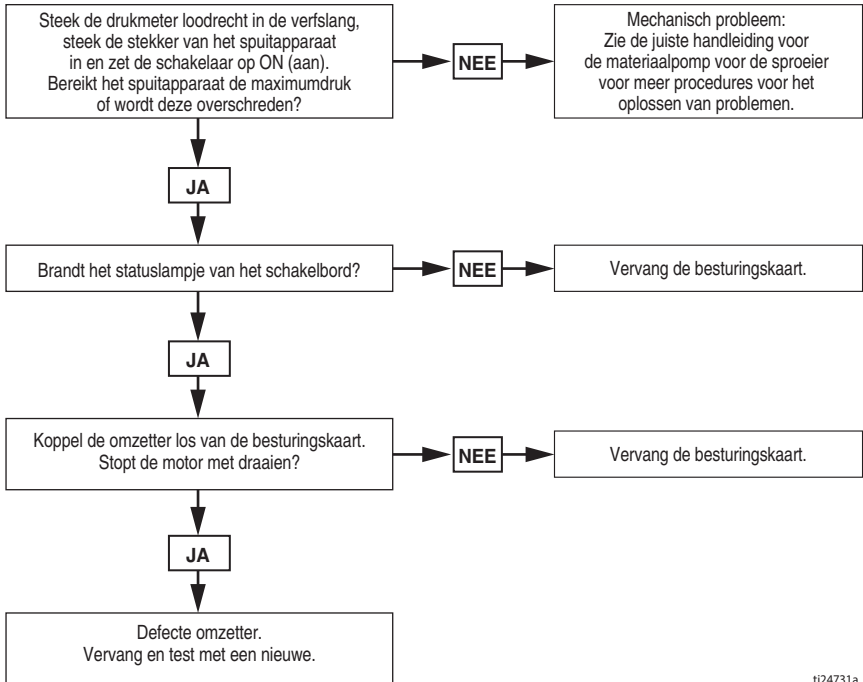 Steek de drukmeter loodrecht in de verfslang,
steek de stekker van het spuitapparaat
in en zet de schakelaar op ON (aan).
Bereikt het spuitapparaat de maximumdruk
of wordt deze overschreden?
NEE
Mechanisch probleem:
Zie de juiste handleiding voor
de materiaalpomp voor de sproeier
voor meer procedures voor het
oplossen van problemen.
JA
Brandt het statuslampje van het schakelbord?
NEE
Vervang de besturingskaart.
JA
Koppel de omzetter los van de besturingskaart.
Stopt de motor met draaien?
NEE
Vervang de besturingskaart.
JA
Defecte omzetter.
Vervang en test met een nieuwe.
ti24731a